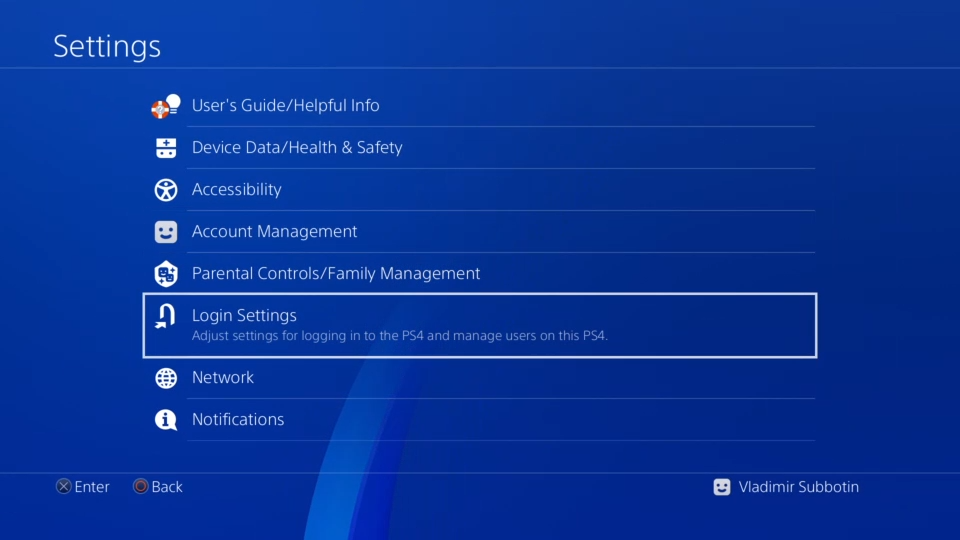 Settings
User's Guide/Helpful Info
Device Data/Health & Safety
Accessibility
Account Management
Parental Controls/Family Management
Login Settings
Adjust settings for logging in to the PS4 and manage users on this PS4.
Network
Notifications
Enter Back Vladimir Subbotin